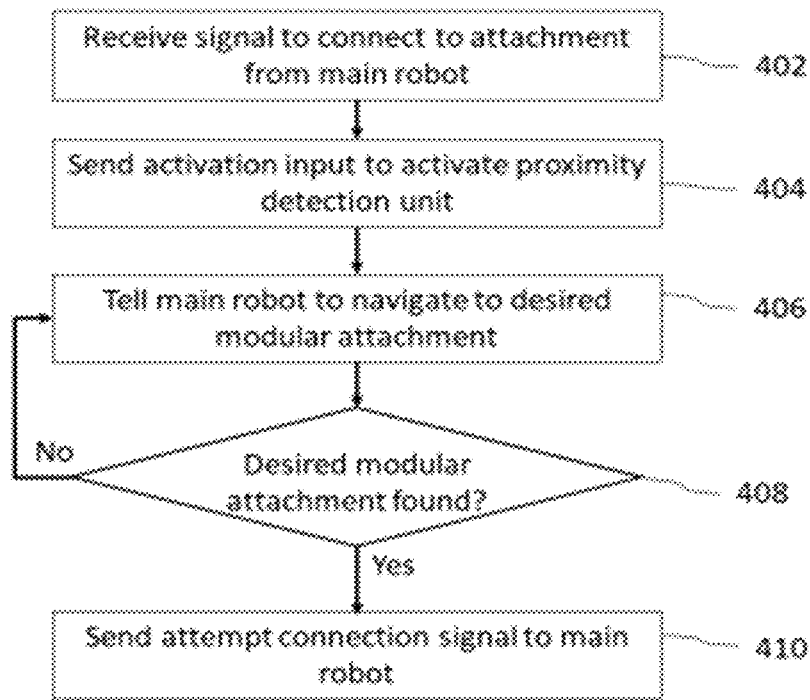 Receive signal to connect to attachment
from main robot
402
Send activation input to activate proximity
detection unit
404
Tell main robot to navigate to desired
modular attachment
406
No
Desired modular
attachment found?
408
Yes
Send attempt connection signal to main
robot
410